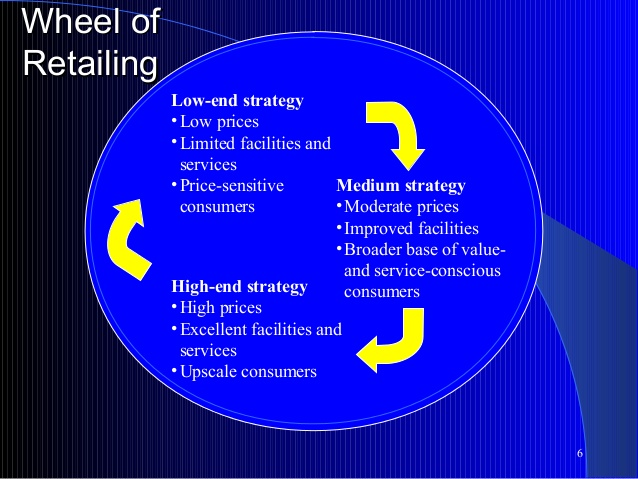 Wheel of
Retailing
Low-end strategy
• Low prices
• Limited facilities and
services
• Price-sensitive
consumers
Medium strategy
• Moderate prices
• Improved facilities
• Broader base of value-
and service-conscious
consumers
High-end strategy
• High prices
• Excellent facilities and
services
• Upscale consumers
6